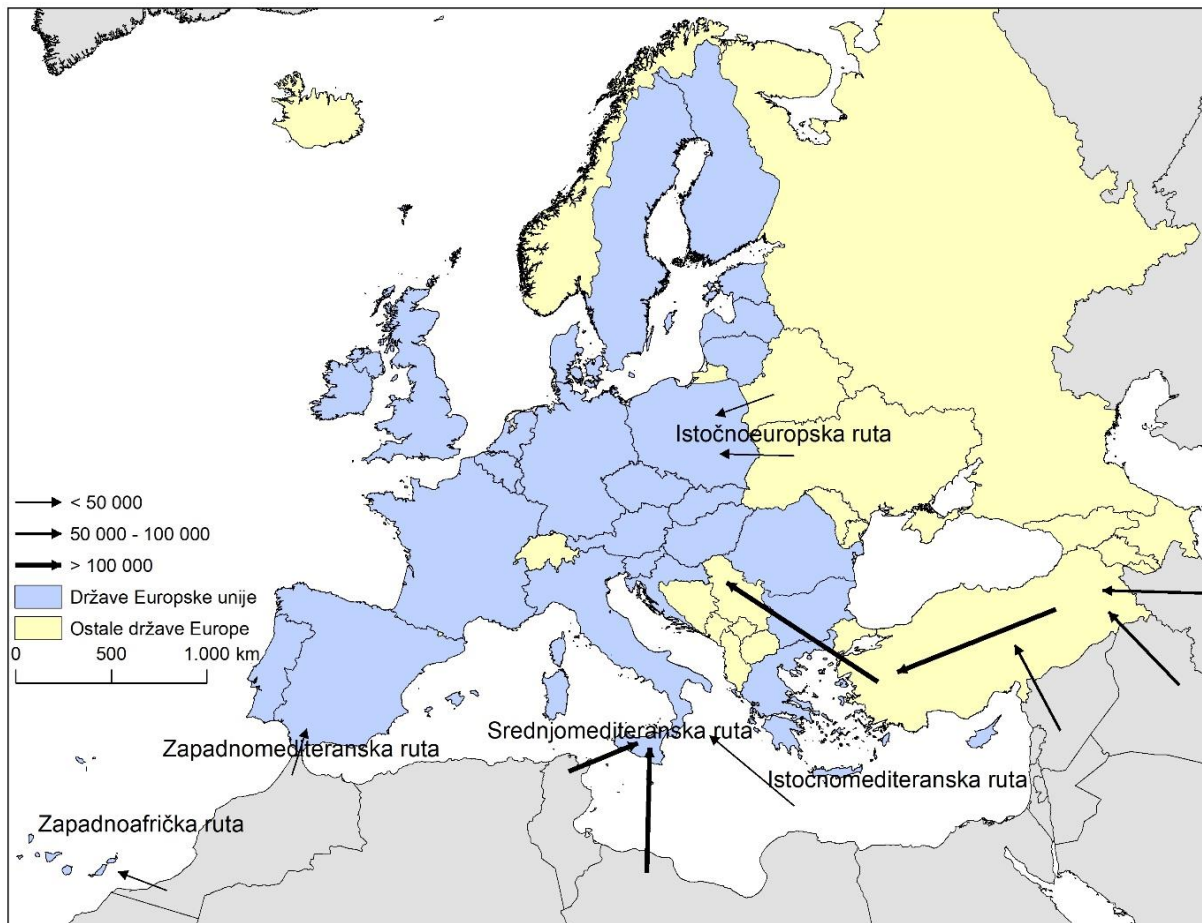 Istočnoeuropska ruta
< 50 000
50 000 - 100 000
> 100 000
Države Europske unije
Ostale države Europe
0 500 1.000 km
Srednjomediteranska ruta
Zapadnomediteranska ruta
Istočnomediteranska ruta
Zapadnoafrička ruta